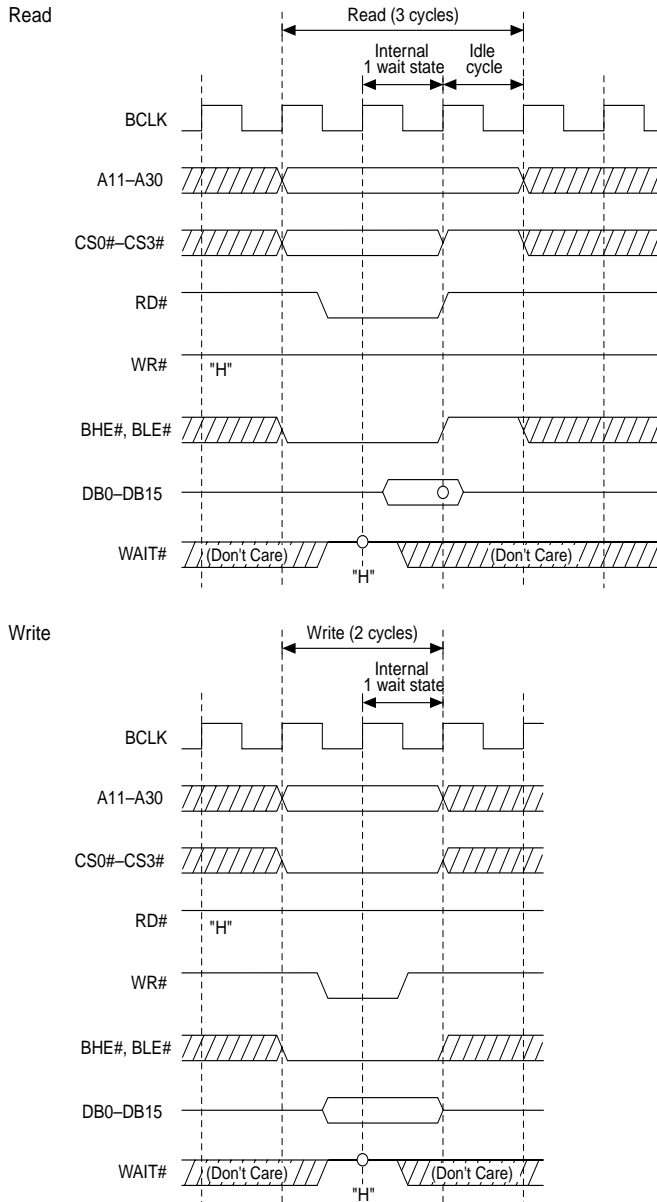 Read
Read (3 cycles)
Internal
1 wait state
Idle
cycle
BCLK
A11–A30
CS0#–CS3#
RD#
WR#
"H"
BHE#, BLE#
DB0–DB15
WAIT#
(Don't Care)
(Don't Care)
"H"
Write
Write (2 cycles)
Internal
1 wait state
BCLK
A11–A30
CS0#–CS3#
RD#
"H"
WR#
BHE#, BLE#
DB0–DB15
WAIT#
(Don't Care)
(Don't Care)
"H"